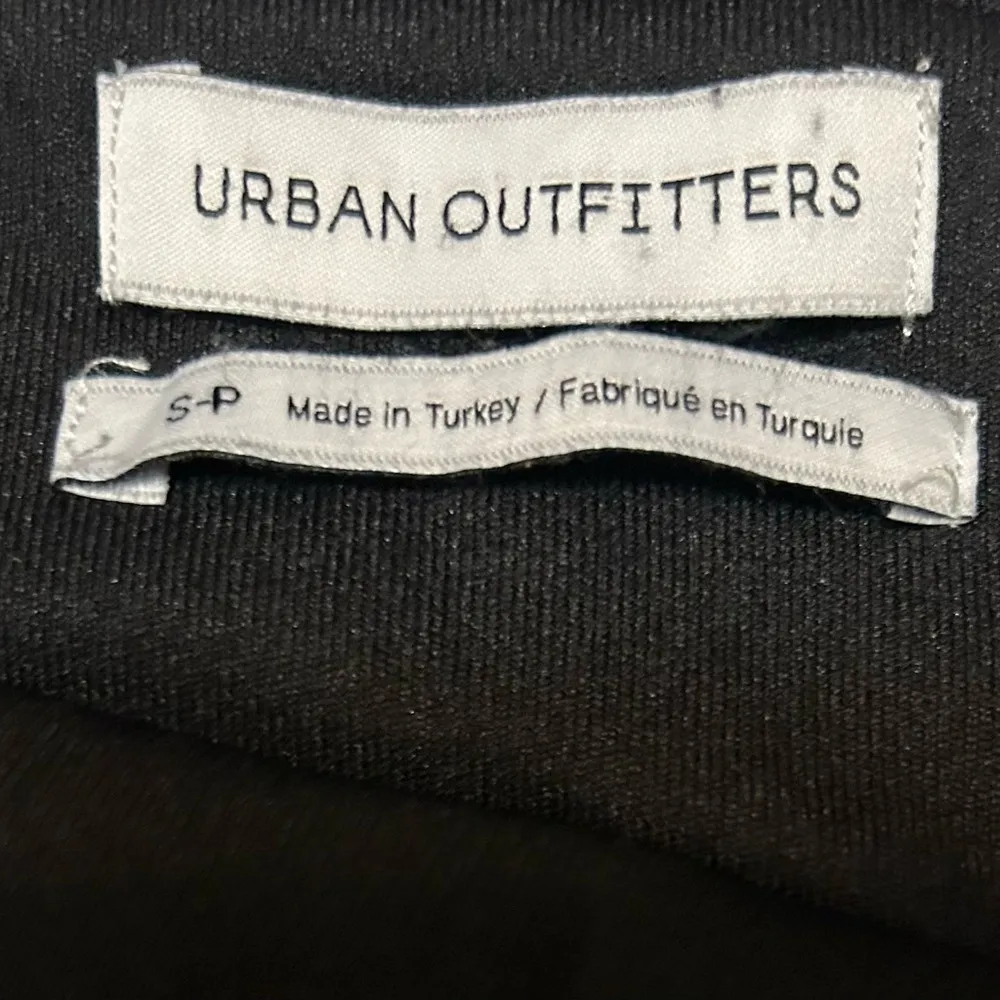 URBAN OUTFITTERS
S-P Made in Turkey / Fabriqué en Turquie